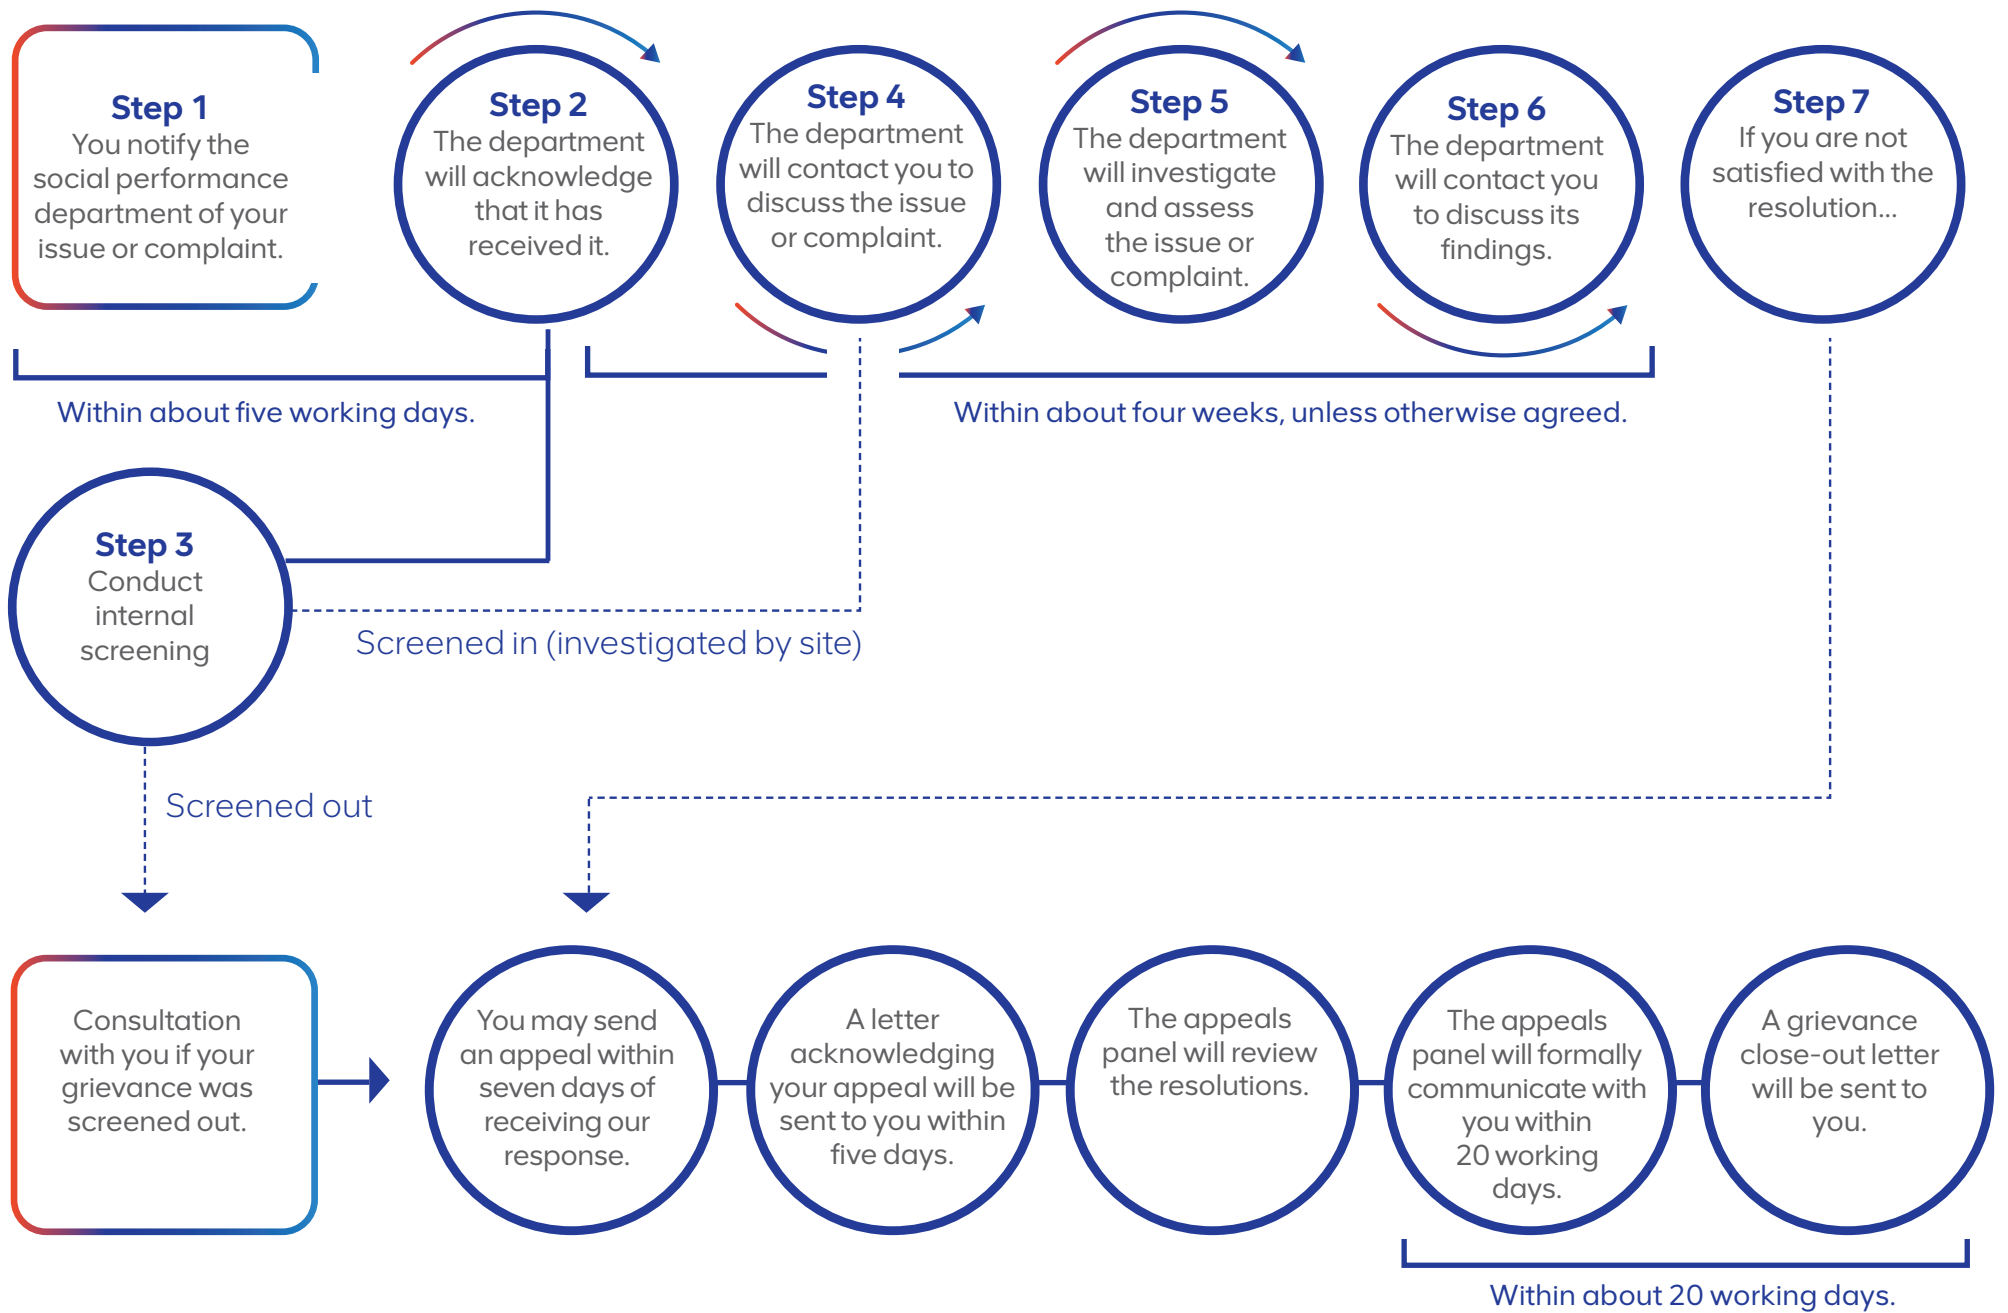 Step 1
You notify the
social performance
department of your
issue or complaint.
Step 2
The department
will acknowledge
that it has
received it.
Step 4
The department
will contact you to
discuss the issue
or complaint.
Step 5
The department
will investigate
and assess
the issue or
complaint.
Step 6
The department
will contact you
to discuss its
findings.
Step 7
If you are not
satisfied with the
resolution...
Within about five working days.
Within about four weeks, unless otherwise agreed.
Step 3
Conduct
internal
screening
Screened in (investigated by site)
Screened out
Consultation
with you if your
grievance was
screened out.
You may send
an appeal within
seven days of
receiving our
response.
A letter
acknowledging
your appeal will be
sent to you within
five days.
The appeals
panel will review
the resolutions.
The appeals
panel will formally
communicate with
you within
20 working
days.
A grievance
close-out letter
will be sent to
you.
Within about 20 working days.